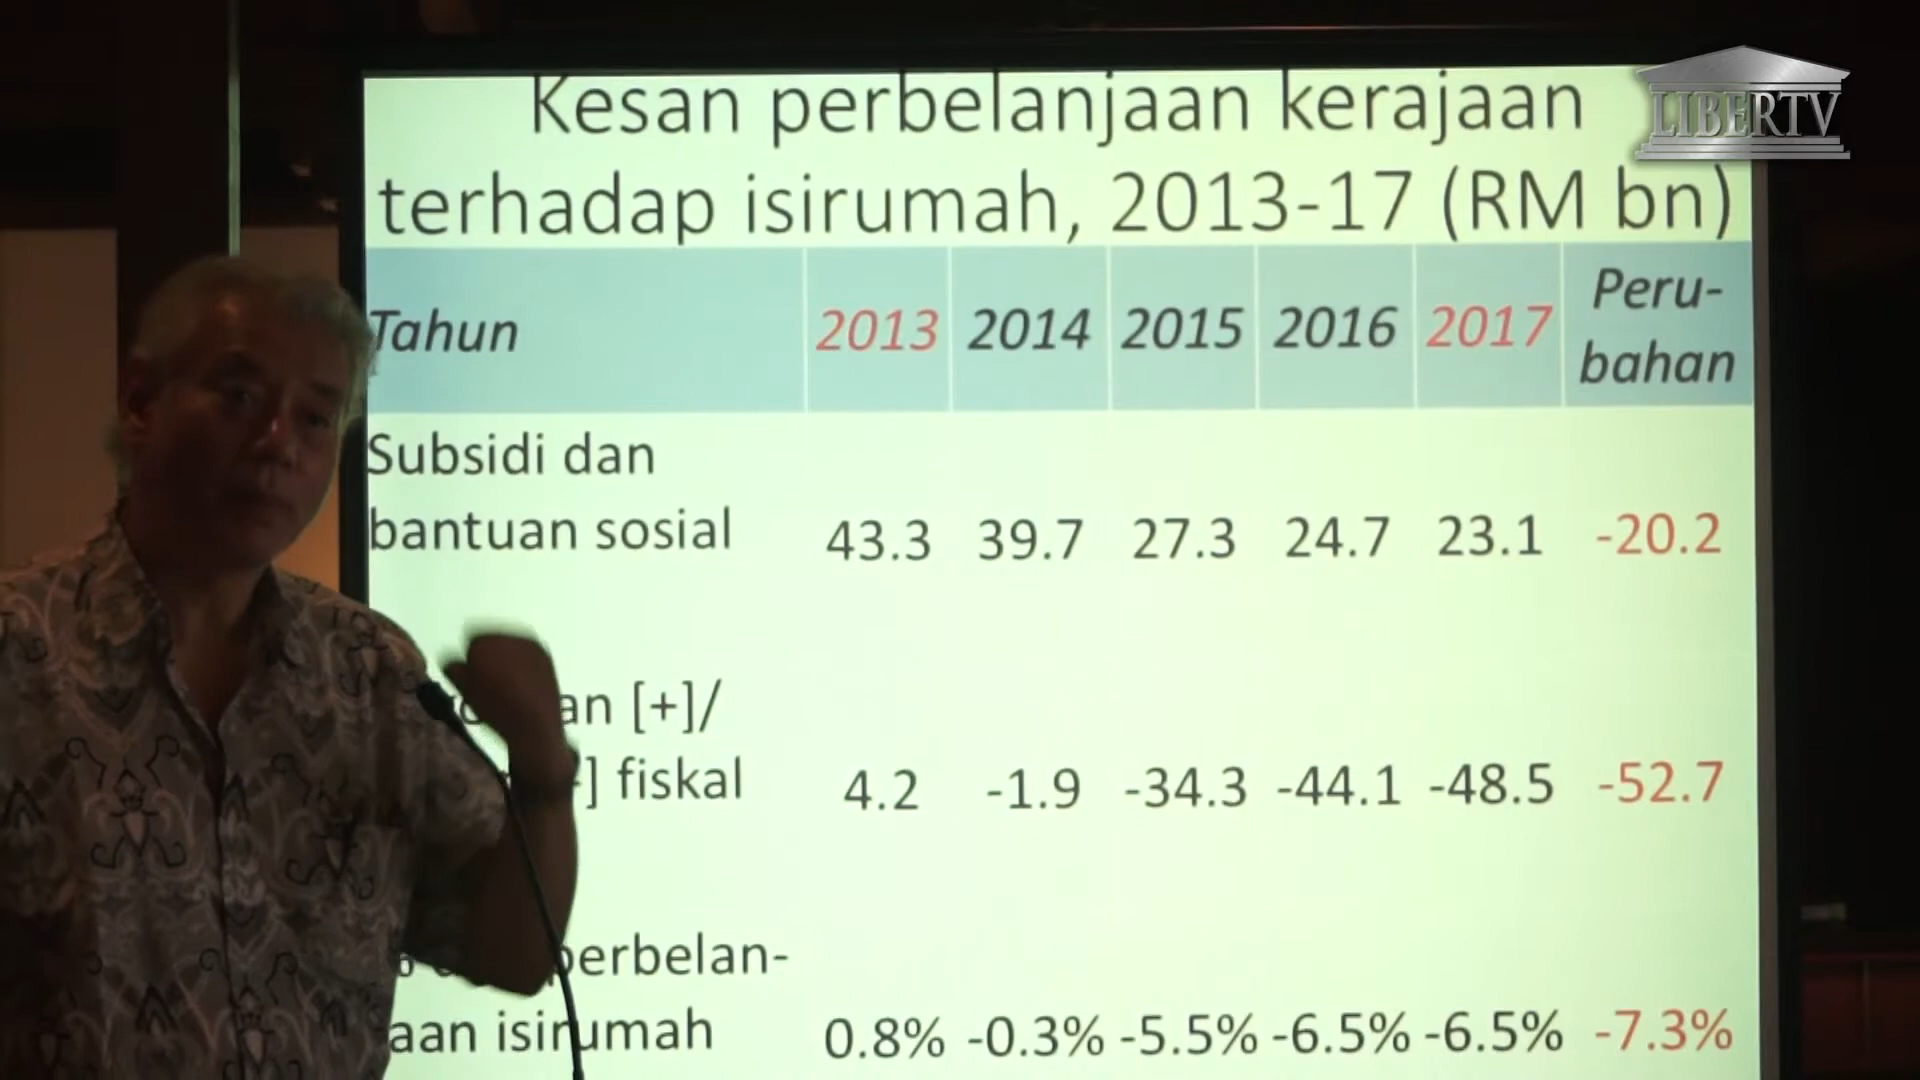 LIBERTV
Kesan perbelanjaan kerajaan
terhadap isirumah, 2013-17 (RM bn)
Tahun 2013 2014 2015 2016 2017 Peru-
bahan
Subsidi dan
bantuan sosial 43.3 39.7 27.3 24.7 23.1 -20.2
[+]/
fiskal 4.2 -1.9 -34.3 -44.1 -48.5 -52.7
perbelan-
jaan isirumah 0.8% -0.3% -5.5% -6.5% -6.5% -7.3%